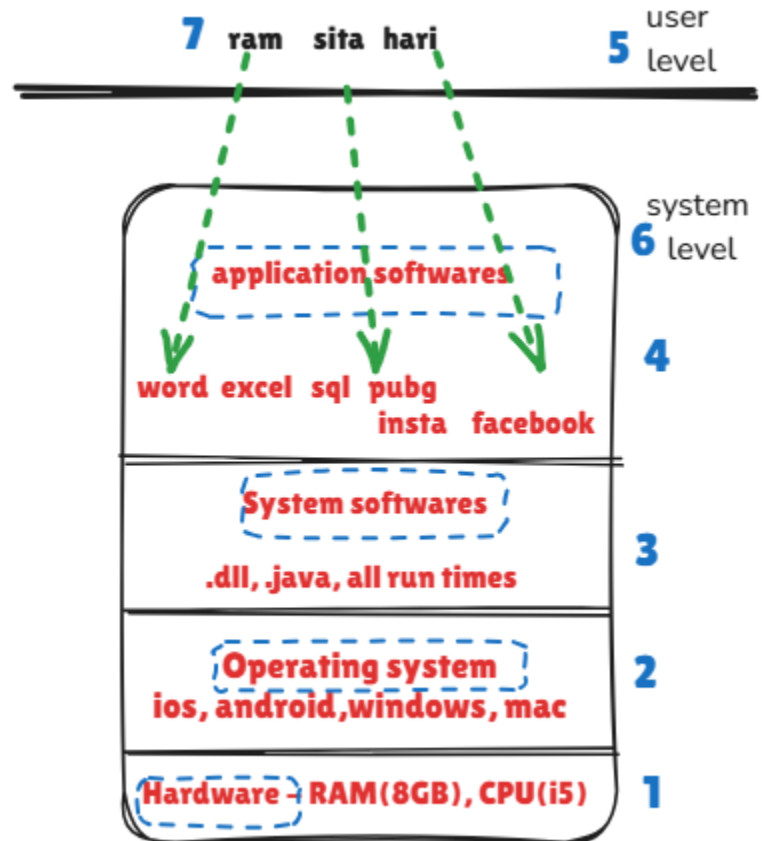 7 ram sita hari
user
5 level
system
6 level
application softwares
4
word excel sql pubg
insta facebook
System softwares
3
.dll, .java, all run times
Operating system
2
ios, android,windows, mac
Hardware - RAM(8GB), CPU(i5) 1